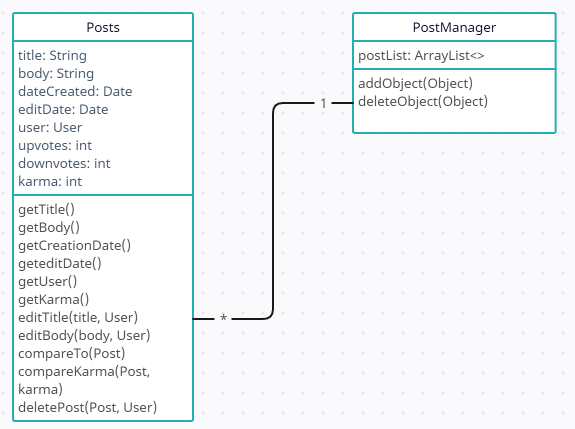 Posts
title: String
body: String
dateCreated: Date
editDate: Date
user: User
upvotes: int
downvotes: int
karma: int
getTitle()
getBody()
getCreationDate()
geteditDate()
getUser()
getKarma()
editTitle(title, User)
editBody(body, User)
compareTo(Post)
compareKarma(Post,
karma)
deletePost(Post, User)
*
1
PostManager
postList: ArrayList<>
addObject(Object)
deleteObject(Object)